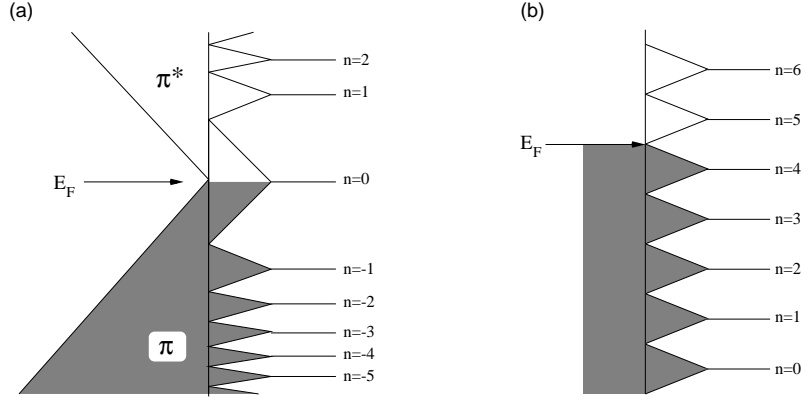 (a)
π*
E_F
π
n=2
n=1
n=0
n=-1
n=-2
n=-3
n=-4
n=-5
(b)
E_F
n=6
n=5
n=4
n=3
n=2
n=1
n=0